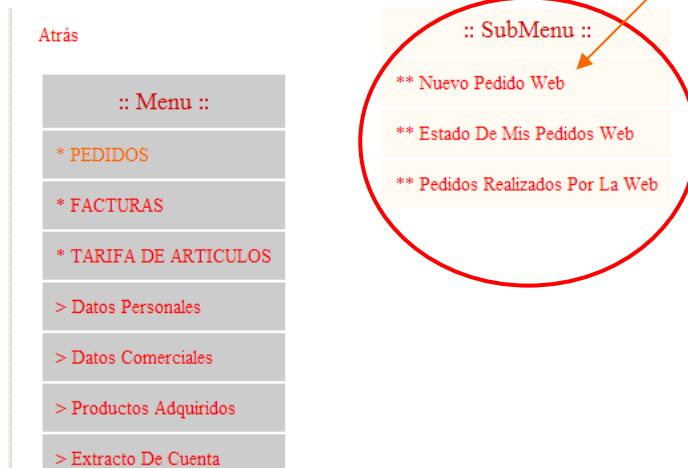 Atrás
:: Menu ::
* PEDIDOS
* FACTURAS
* TARIFA DE ARTICULOS
> Datos Personales
> Datos Comerciales
> Productos Adquiridos
> Extracto De Cuenta
:: SubMenu ::
** Nuevo Pedido Web
** Estado De Mis Pedidos Web
** Pedidos Realizados Por La Web